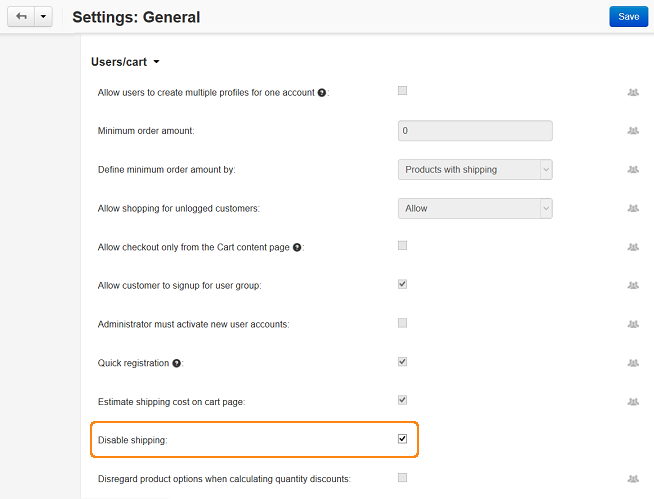 Settings: General
Save
Users/cart
Allow users to create multiple profiles for one account ?:
Minimum order amount:
0
Define minimum order amount by:
Products with shipping
Allow shopping for unlogged customers:
Allow
Allow checkout only from the Cart content page ?:
Allow customer to signup for user group:
Administrator must activate new user accounts:
Quick registration ?:
Estimate shipping cost on cart page:
Disable shipping:
Disregard product options when calculating quantity discounts: